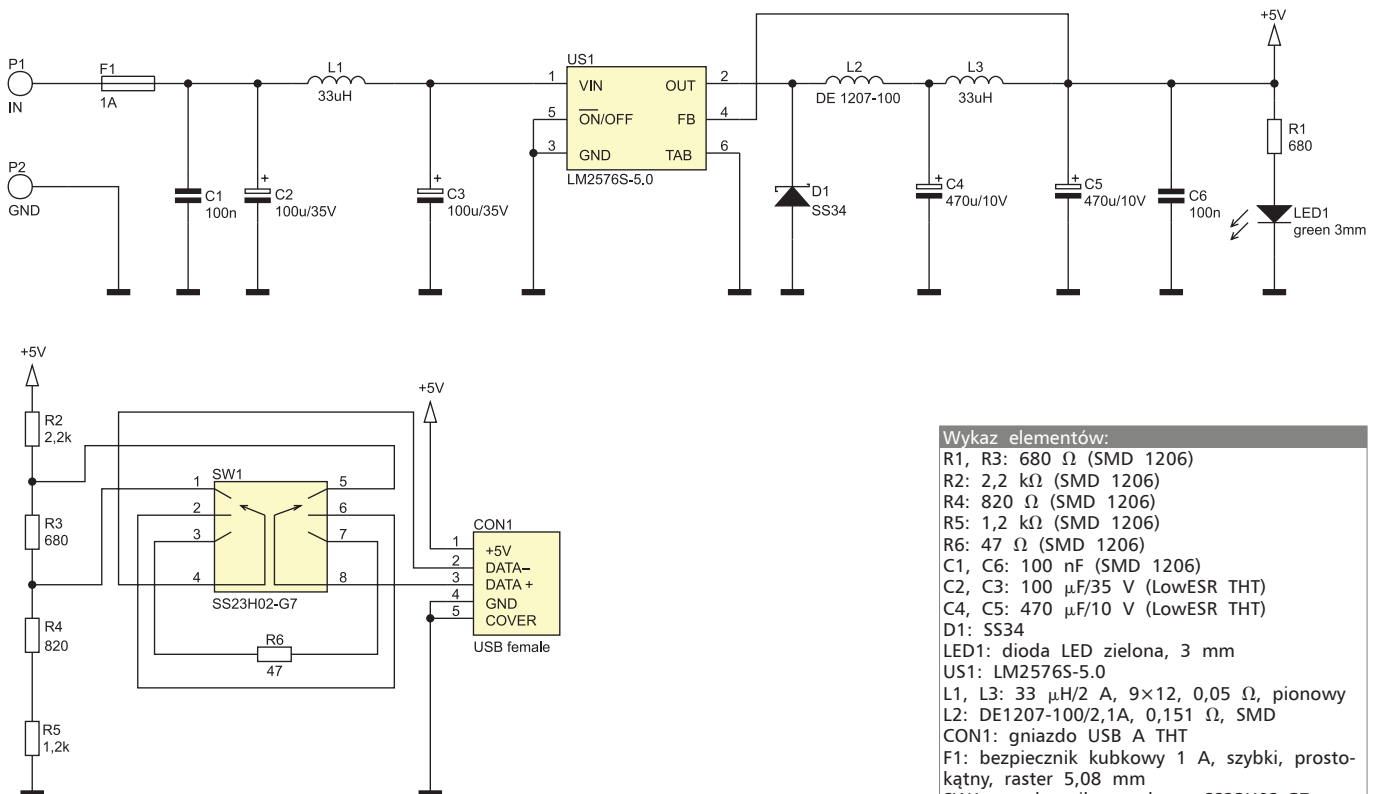 P1
IN
F1
1A
L1
33uH
C1
100n
C2
100u/35V
+
C3
100u/35V
+
P2
GND
US1
1 VIN OUT 2
5 ON/OFF FB 4
3 GND TAB 6
LM2576S-5.0
D1
SS34
L2
DE 1207-100
L3
33uH
C4
470u/10V
+
C5
470u/10V
+
C6
100n
+5V
R1
680
LED1
green 3mm
+5V
R2
2,2k
R3
680
R4
820
R5
1,2k
SW1
1 5
2 6
3 7
4 8
SS23H02-G7
R6
47
+5V
CON1
1 +5V
2 DATA–
3 DATA +
4 GND
5 COVER
USB female
Wykaz elementów:
R1, R3: 680 Ω (SMD 1206)
R2: 2,2 kΩ (SMD 1206)
R4: 820 Ω (SMD 1206)
R5: 1,2 kΩ (SMD 1206)
R6: 47 Ω (SMD 1206)
C1, C6: 100 nF (SMD 1206)
C2, C3: 100 μF/35 V (LowESR THT)
C4, C5: 470 μF/10 V (LowESR THT)
D1: SS34
LED1: dioda LED zielona, 3 mm
US1: LM2576S-5.0
L1, L3: 33 μH/2 A, 9×12, 0,05 Ω, pionowy
L2: DE1207-100/2,1A, 0,151 Ω, SMD
CON1: gniazdo USB A THT
F1: bezpiecznik kubkowy 1 A, szybki, prosto-
kątny, raster 5,08 mm